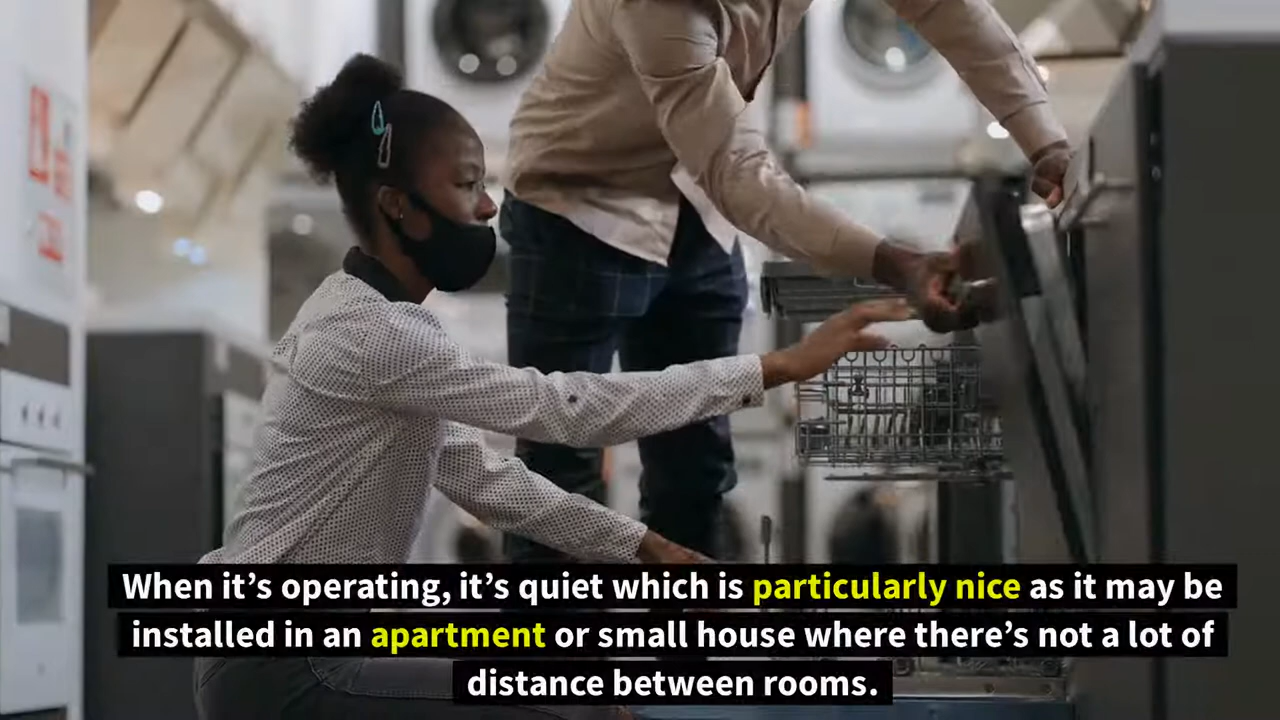 When it’s operating, it’s quiet which is particularly nice as it may be
installed in an apartment or small house where there’s not a lot of
distance between rooms.